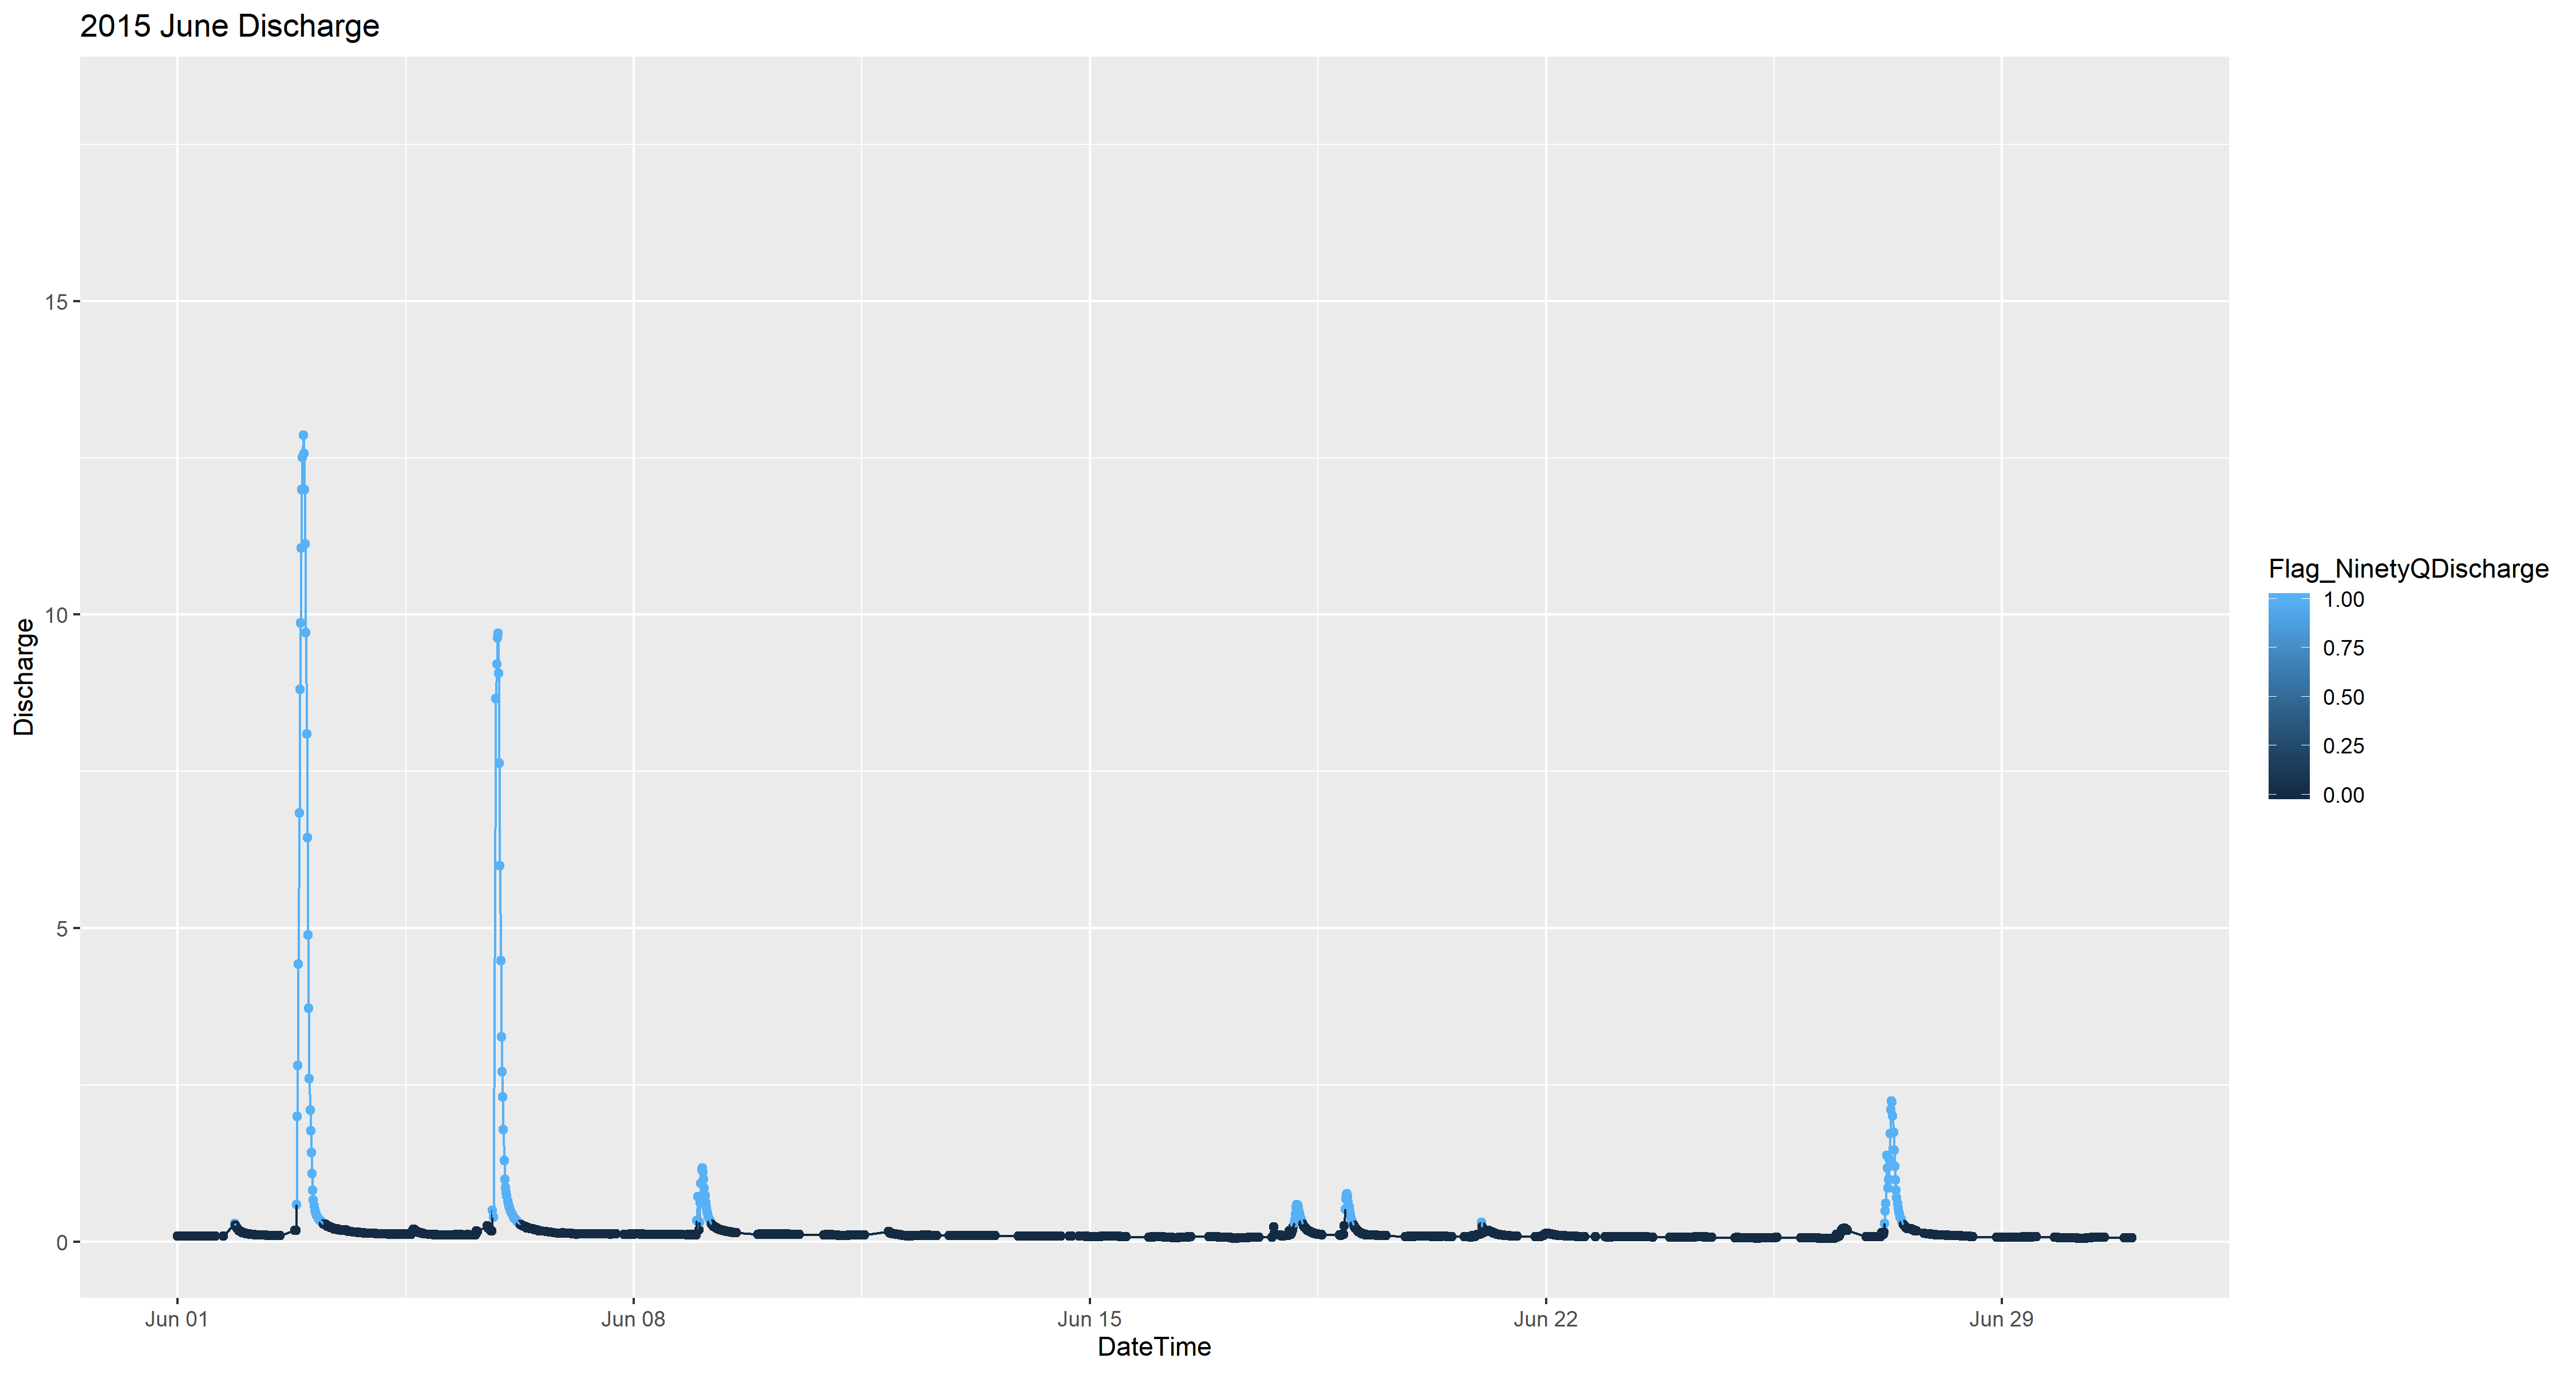 2015 June Discharge
15
10
5
0
Discharge
Jun 01
Jun 08
Jun 15
Jun 22
Jun 29
DateTime
Flag_NinetyQDischarge
1.00
0.75
0.50
0.25
0.00